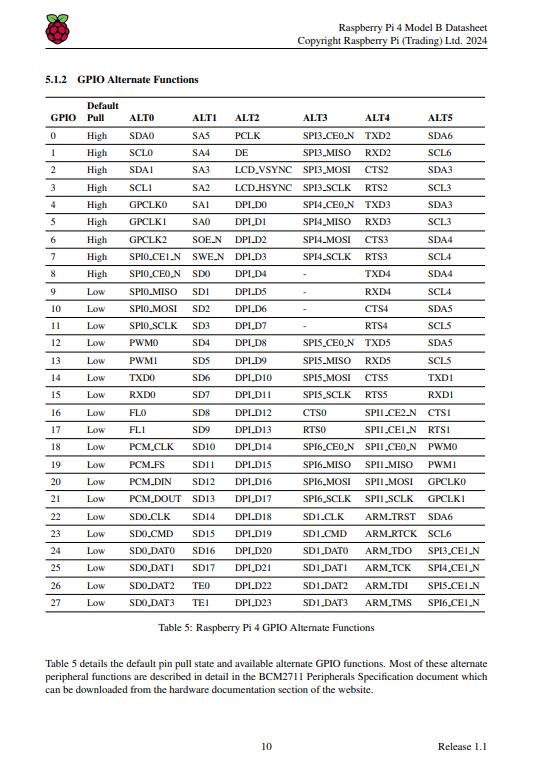 Raspberry Pi 4 Model B Datasheet
Copyright Raspberry Pi (Trading) Ltd. 2024
5.1.2 GPIO Alternate Functions
Default
GPIO Pull ALT0 ALT1 ALT2 ALT3 ALT4 ALT5
0 High SDA0 SA5 PCLK SPI3_CE0_N TXD2 SDA6
1 High SCL0 SA4 DE SPI3_MISO RXD2 SCL6
2 High SDA1 SA3 LCD_VSYNC SPI3_MOSI CTS2 SDA3
3 High SCL1 SA2 LCD_HSYNC SPI3_SCLK RTS2 SCL3
4 High GPCLK0 SA1 DPI_D0 SPI4_CE0_N TXD3 SDA3
5 High GPCLK1 SA0 DPI_D1 SPI4_MISO RXD3 SCL3
6 High GPCLK2 SOE_N DPI_D2 SPI4_MOSI CTS3 SDA4
7 High SPI0_CE1_N SWE_N DPI_D3 SPI4_SCLK RTS3 SCL4
8 High SPI0_CE0_N SD0 DPI_D4 - TXD4 SDA4
9 Low SPI0_MISO SD1 DPI_D5 - RXD4 SCL4
10 Low SPI0_MOSI SD2 DPI_D6 - CTS4 SDA5
11 Low SPI0_SCLK SD3 DPI_D7 - RTS4 SCL5
12 Low PWM0 SD4 DPI_D8 SPI5_CE0_N TXD5 SDA5
13 Low PWM1 SD5 DPI_D9 SPI5_MISO RXD5 SCL5
14 Low TXD0 SD6 DPI_D10 SPI5_MOSI CTS5 TXD1
15 Low RXD0 SD7 DPI_D11 SPI5_SCLK RTS5 RXD1
16 Low FL0 SD8 DPI_D12 CTS0 SPI1_CE2_N CTS1
17 Low FL1 SD9 DPI_D13 RTS0 SPI1_CE1_N RTS1
18 Low PCM_CLK SD10 DPI_D14 SPI6_CE0_N SPI1_CE0_N PWM0
19 Low PCM_FS SD11 DPI_D15 SPI6_MISO SPI1_MISO PWM1
20 Low PCM_DIN SD12 DPI_D16 SPI6_MOSI SPI1_MOSI GPCLK0
21 Low PCM_DOUT SD13 DPI_D17 SPI6_SCLK SPI1_SCLK GPCLK1
22 Low SD0_CLK SD14 DPI_D18 SD1_CLK ARM_TRST SDA6
23 Low SD0_CMD SD15 DPI_D19 SD1_CMD ARM_RTCK SCL6
24 Low SD0_DAT0 SD16 DPI_D20 SD1_DAT0 ARM_TDO SPI3_CE1_N
25 Low SD0_DAT1 SD17 DPI_D21 SD1_DAT1 ARM_TCK SPI4_CE1_N
26 Low SD0_DAT2 TE0 DPI_D22 SD1_DAT2 ARM_TDI SPI5_CE1_N
27 Low SD0_DAT3 TE1 DPI_D23 SD1_DAT3 ARM_TMS SPI6_CE1_N
Table 5: Raspberry Pi 4 GPIO Alternate Functions
Table 5 details the default pin pull state and available alternate GPIO functions. Most of these alternate
peripheral functions are described in detail in the BCM2711 Peripherals Specification document which
can be downloaded from the hardware documentation section of the website.
10 Release 1.1